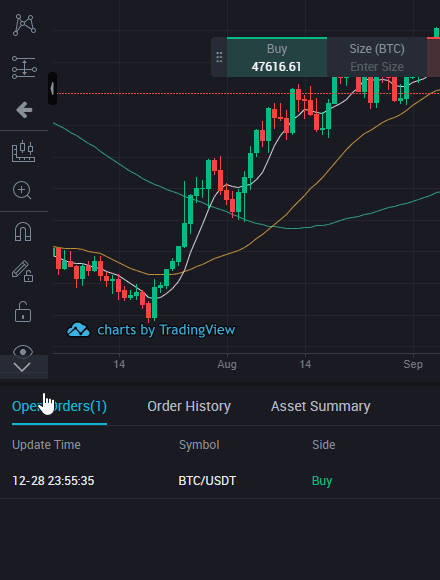 Buy
47616.61
Size (BTC)
Enter Size
charts by TradingView
14 Aug 14 Sep
Open Orders(1) Order History Asset Summary
Update Time Symbol Side
12-28 23:55:35 BTC/USDT Buy